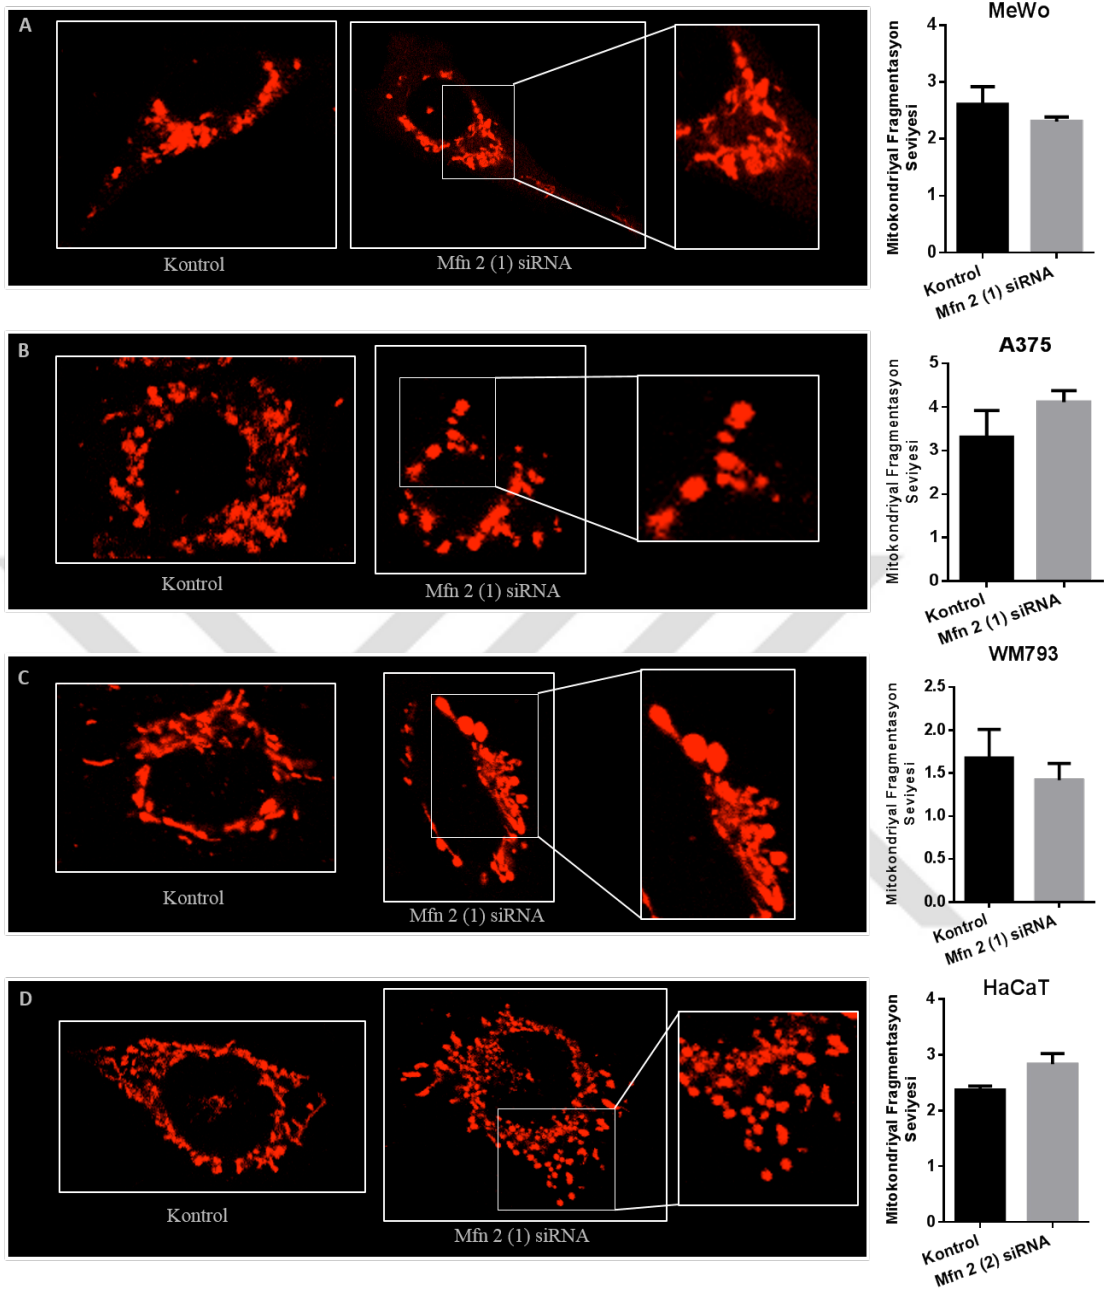 A
Kontrol
Mfn 2 (1) siRNA
MeWo
Mitokondriyal Fragmentasyon
Seviyesi
4
3
2
1
0
Kontrol
Mfn 2 (1) siRNA
B
Kontrol
Mfn 2 (1) siRNA
A375
Mitokondriyal Fragmentasyon
Seviyesi
5
4
3
2
1
0
Kontrol
Mfn 2 (1) siRNA
C
Kontrol
Mfn 2 (1) siRNA
WM793
Mitokondriyal Fragmentasyon
Seviyesi
2.5
2.0
1.5
1.0
0.5
0.0
Kontrol
Mfn 2 (1) siRNA
D
Kontrol
Mfn 2 (1) siRNA
HaCaT
Mitokondriyal Fragmentasyon
Seviyesi
4
3
2
1
0
Kontrol
Mfn 2 (2) siRNA